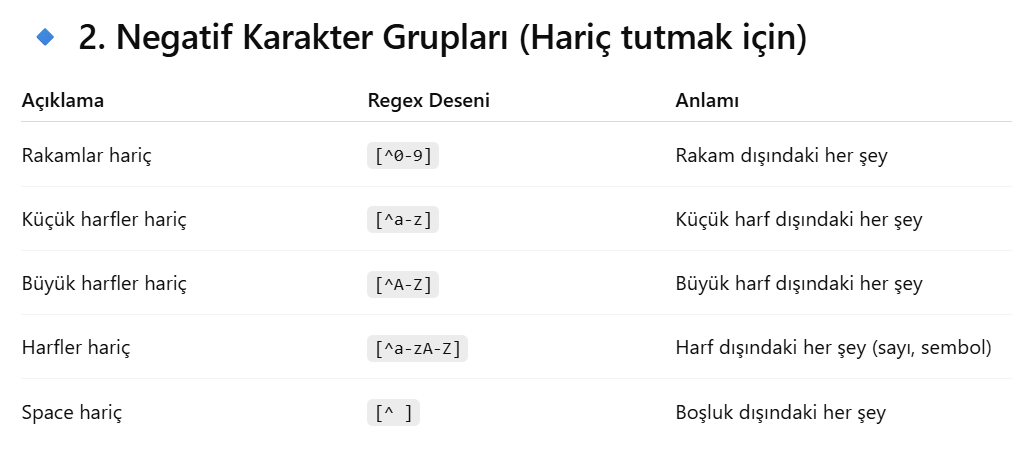 2. Negatif Karakter Grupları (Hariç tutmak için)
Açıklama Regex Deseni Anlamı
Rakamlar hariç [^0-9] Rakam dışındaki her şey
Küçük harfler hariç [^a-z] Küçük harf dışındaki her şey
Büyük harfler hariç [^A-Z] Büyük harf dışındaki her şey
Harfler hariç [^a-zA-Z] Harf dışındaki her şey (sayı, sembol)
Space hariç [^ ] Boşluk dışındaki her şey